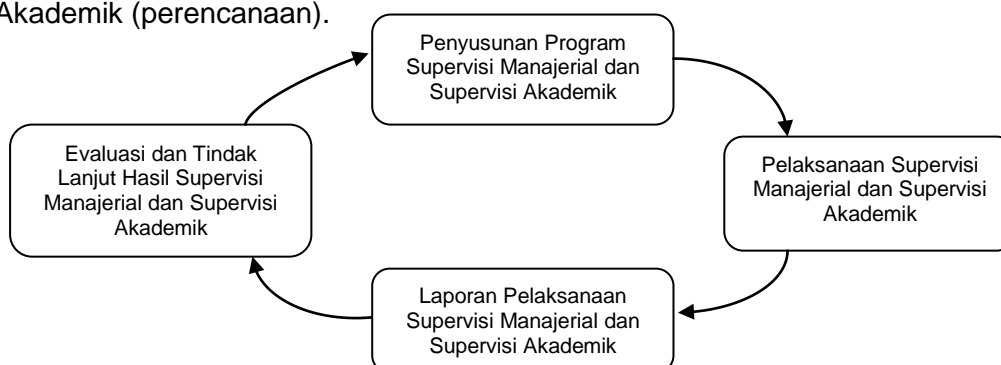 Akademik (perencanaan).
Penyusunan Program
Supervisi Manajerial dan
Supervisi Akademik
Evaluasi dan Tindak
Lanjut Hasil Supervisi
Manajerial dan Supervisi
Akademik
Pelaksanaan Supervisi
Manajerial dan Supervisi
Akademik
Laporan Pelaksanaan
Supervisi Manajerial dan
Supervisi Akademik